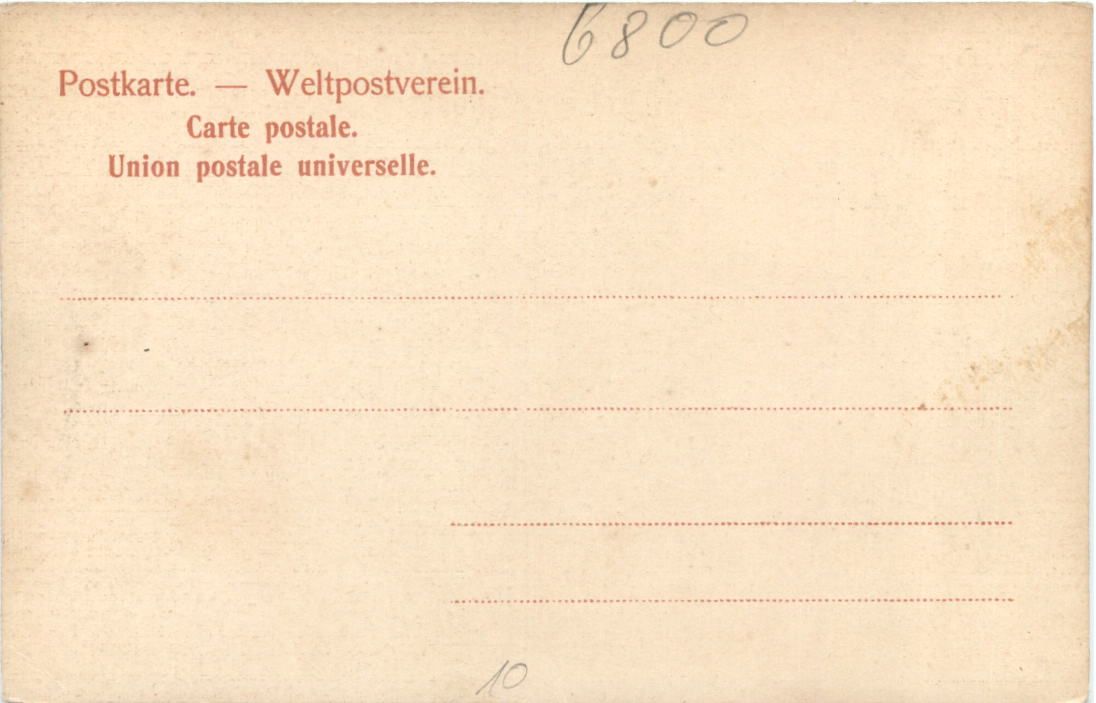 6800
Postkarte. — Weltpostverein.
Carte postale.
Union postale universelle.
10